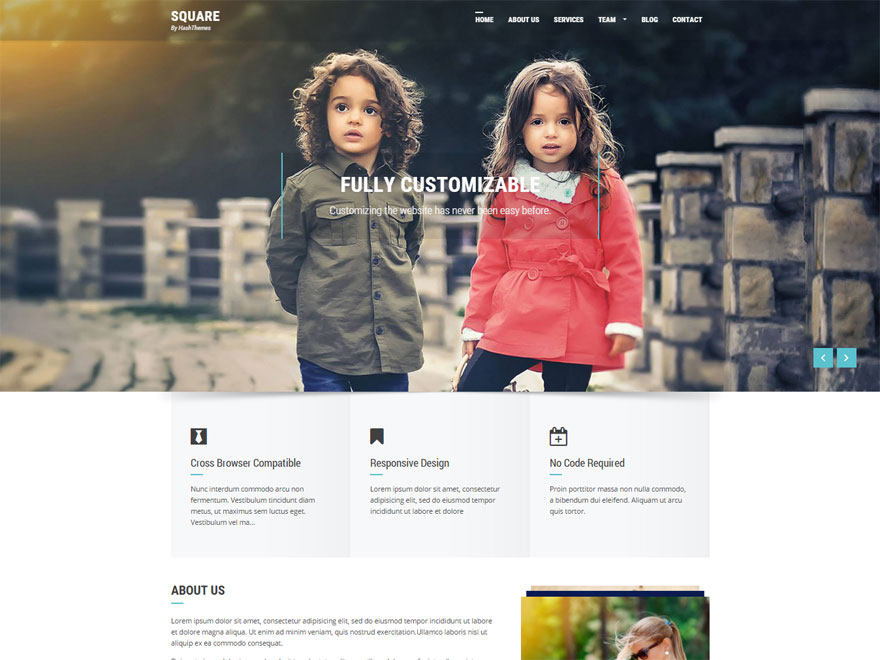 SQUARE
By HashThemes
HOME ABOUT US SERVICES TEAM BLOG CONTACT
FULLY CUSTOMIZABLE
Customizing the website has never been easy before.
Cross Browser Compatible
Nunc interdum commodo arcu non
fermentum. Vestibulum tincidunt diam
metus, ut maximus sem luctus eget.
Vestibulum vel ma...
Responsive Design
Lorem ipsum dolor sit amet, consectetur
adipisicing elit, sed do eiusmod tempor
incididunt ut labore et dolore
No Code Required
Proin porttitor massa non nulla commodo,
a bibendum dui eleifend. Aliquam ut arcu
quis tortor.
ABOUT US
Lorem ipsum dolor sit amet, consectetur adipisicing elit, sed do eiusmod tempor incididunt ut labore
et dolore magna aliqua. Ut enim ad minim veniam, quis nostrud exercitation.Ullamco laboris nisi ut
aliquip ex ea commodo consequat.